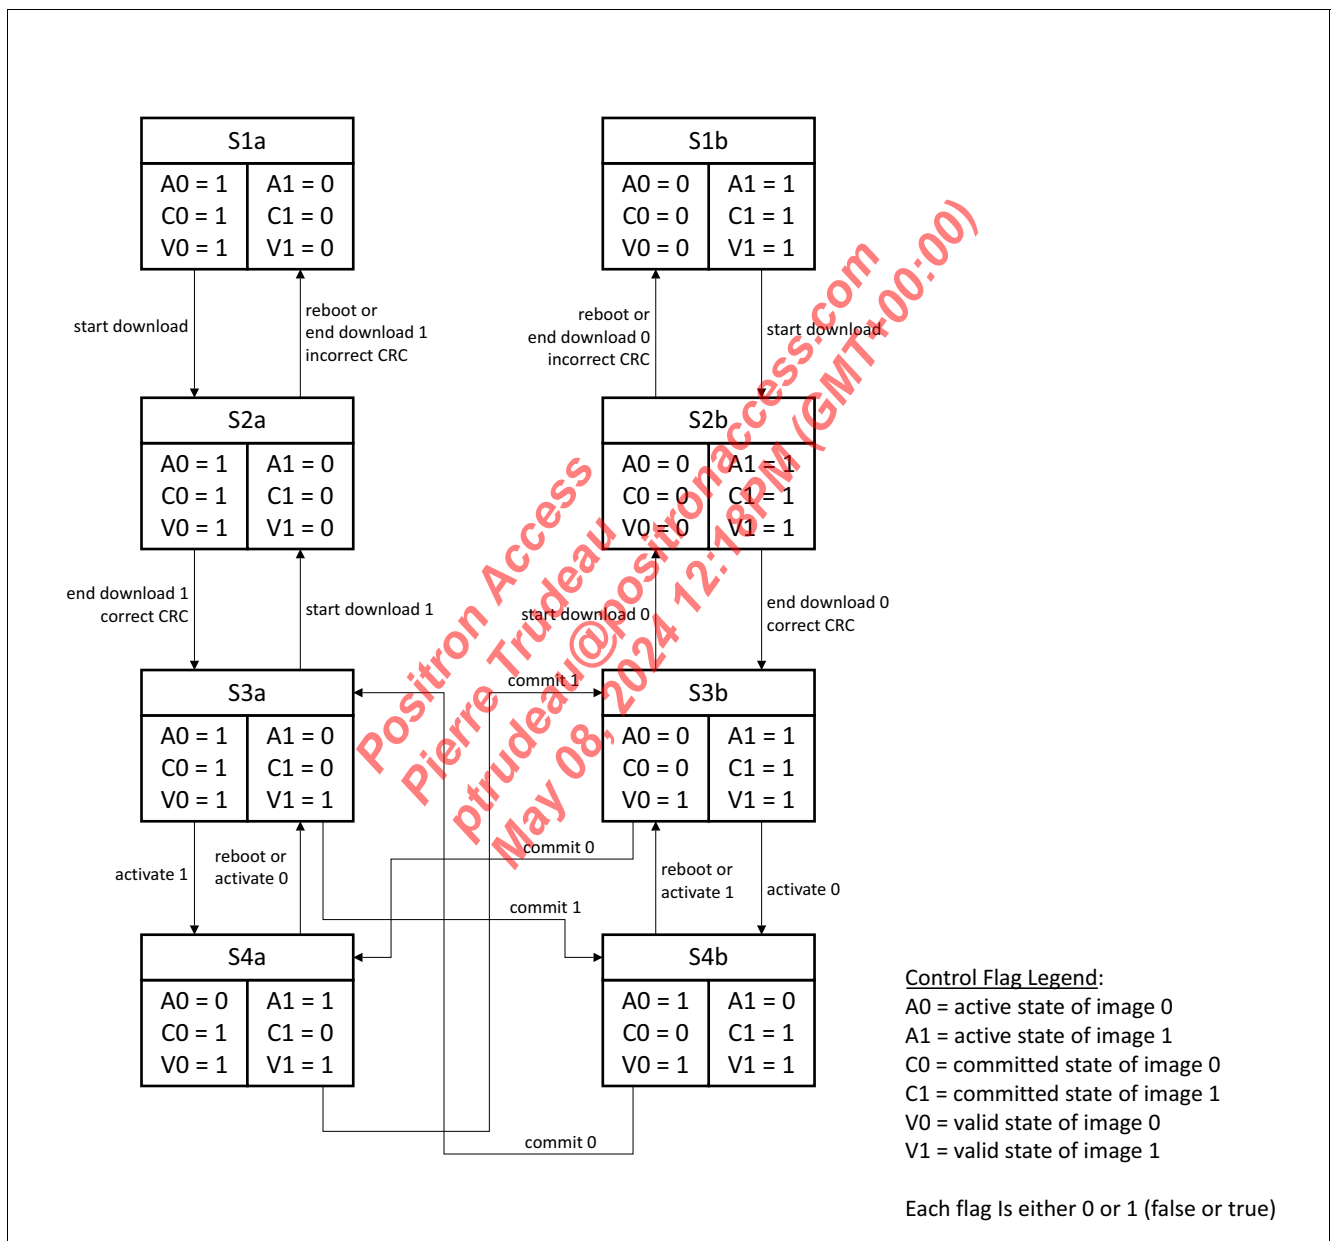 S1a
A0 = 1 A1 = 0
C0 = 1 C1 = 0
V0 = 1 V1 = 0
S1b
A0 = 0 A1 = 1
C0 = 0 C1 = 1
V0 = 0 V1 = 1
start download
reboot or
end download 1
incorrect CRC
reboot or
end download 0
incorrect CRC
start download
S2a
A0 = 1 A1 = 0
C0 = 1 C1 = 0
V0 = 1 V1 = 0
S2b
A0 = 0 A1 = 1
C0 = 0 C1 = 1
V0 = 0 V1 = 1
end download 1
correct CRC
start download 1
start download 0
end download 0
correct CRC
S3a
A0 = 1 A1 = 0
C0 = 1 C1 = 0
V0 = 1 V1 = 1
commit 1
S3b
A0 = 0 A1 = 1
C0 = 0 C1 = 1
V0 = 1 V1 = 1
activate 1
reboot or
activate 0
commit 0
commit 1
reboot or
activate 1
activate 0
S4a
A0 = 0 A1 = 1
C0 = 1 C1 = 0
V0 = 1 V1 = 1
S4b
A0 = 1 A1 = 0
C0 = 0 C1 = 1
V0 = 1 V1 = 1
commit 0
Control Flag Legend:
A0 = active state of image 0
A1 = active state of image 1
C0 = committed state of image 0
C1 = committed state of image 1
V0 = valid state of image 0
V1 = valid state of image 1
Each flag Is either 0 or 1 (false or true)
Positron Access
Pierre Trudeau
ptrudeau@positronaccess.com
May 08, 2024 12:18PM (GMT+00:00)